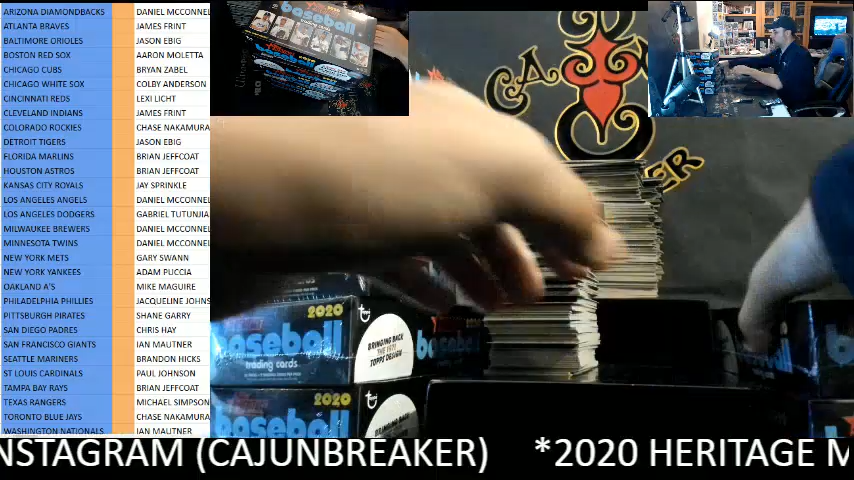 ARIZONA DIAMONDBACKS DANIEL MCCONNEL
ATLANTA BRAVES JAMES FRINT
BALTIMORE ORIOLES JASON EBIG
BOSTON RED SOX AARON MOLETTA
CHICAGO CUBS BRYAN ZABEL
CHICAGO WHITE SOX COLBY ANDERSON
CINCINNATI REDS LEXI LICHT
CLEVELAND INDIANS JAMES FRINT
COLORADO ROCKIES CHASE NAKAMURA
DETROIT TIGERS JASON EBIG
FLORIDA MARLINS BRIAN JEFFCOAT
HOUSTON ASTROS BRIAN JEFFCOAT
KANSAS CITY ROYALS JAY SPRINKLE
LOS ANGELES ANGELS DANIEL MCCONNEL
LOS ANGELES DODGERS GABRIEL TUTUNJIA
MILWAUKEE BREWERS DANIEL MCCONNEL
MINNESOTA TWINS DANIEL MCCONNEL
NEW YORK METS GARY SWANN
NEW YORK YANKEES ADAM PUCCIA
OAKLAND A'S MIKE MAGUIRE
PHILADELPHIA PHILLIES JACQUELINE JOHNS
PITTSBURGH PIRATES SHANE GARRY
SAN DIEGO PADRES CHRIS HAY
SAN FRANCISCO GIANTS IAN MAUTNER
SEATTLE MARINERS BRANDON HICKS
ST LOUIS CARDINALS PAUL JOHNSON
TAMPA BAY RAYS BRIAN JEFFCOAT
TEXAS RANGERS MICHAEL SIMPSON
TORONTO BLUE JAYS CHASE NAKAMURA
WASHINGTON NATIONALS IAN MAUTNER
baseball
2020
baseball
trading cards
BRINGING BACK
THE 1971
TOPPS DESIGN
2020
baseball
BRINGING BACK
NSTAGRAM (CAJUNBREAKER) *2020 HERITAGE M